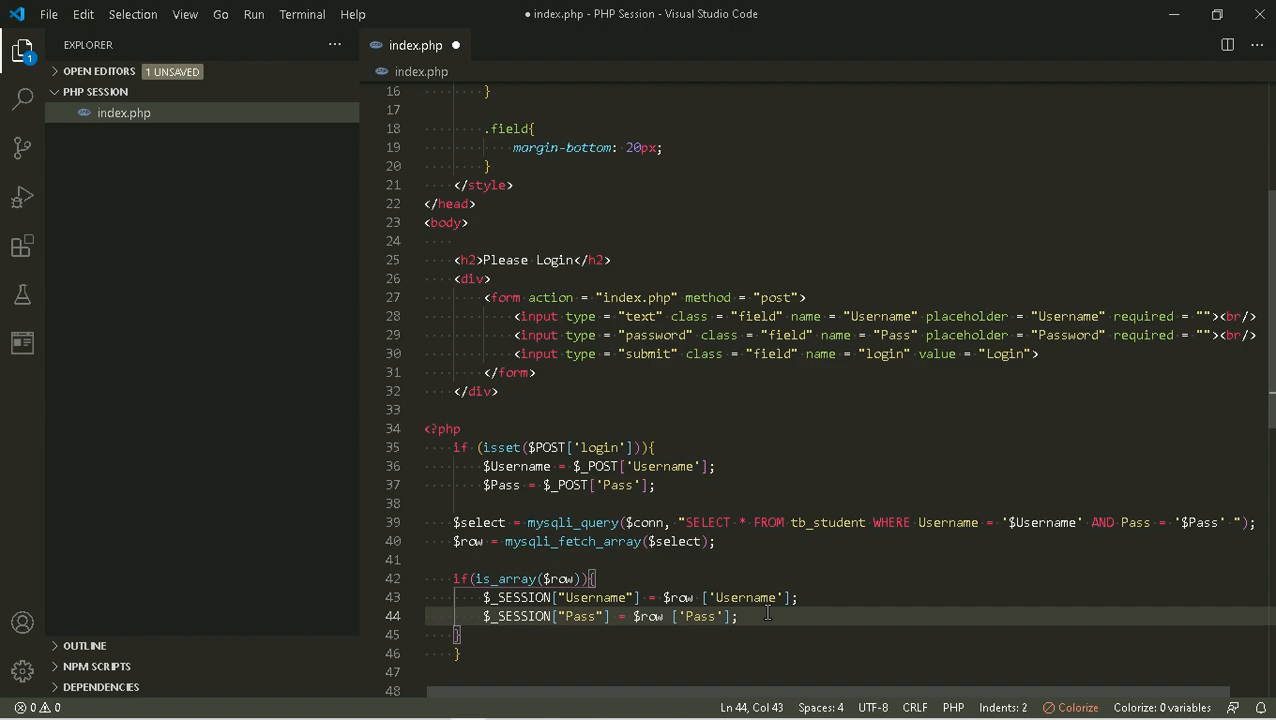 File Edit Selection View Go Run Terminal Help ● index.php - PHP Session - Visual Studio Code
EXPLORER
index.php
OPEN EDITORS 1 UNSAVED
index.php
1
PHP SESSION
index.php
16 }
17
18 .field{
19 margin-bottom: 20px;
20 }
21 </style>
22 </head>
23 <body>
24
25 <h2>Please Login</h2>
26 <div>
27 <form action = "index.php" method = "post">
28 <input type = "text" class = "field" name = "Username" placeholder = "Username" required = ""><br/>
29 <input type = "password" class = "field" name = "Pass" placeholder = "Password" required = ""><br/>
30 <input type = "submit" class = "field" name = "login" value = "Login">
31 </form>
32 </div>
33
34 <?php
35 if (isset($POST['login'])){
36 $Username = $_POST['Username'];
37 $Pass = $_POST['Pass'];
38
39 $select = mysqli_query($conn, "SELECT * FROM tb_student WHERE Username = '$Username' AND Pass = '$Pass' ");
40 $row = mysqli_fetch_array($select);
41
42 if(is_array($row)){
43 $_SESSION["Username"] = $row ['Username'];
44 $_SESSION["Pass"] = $row ['Pass'];
45 }
46 }
47
48
OUTLINE
NPM SCRIPTS
DEPENDENCIES
0 0 Ln 44, Col 43 Spaces: 4 UTF-8 CRLF PHP Indents: 2 Colorize Colorize: 0 variables